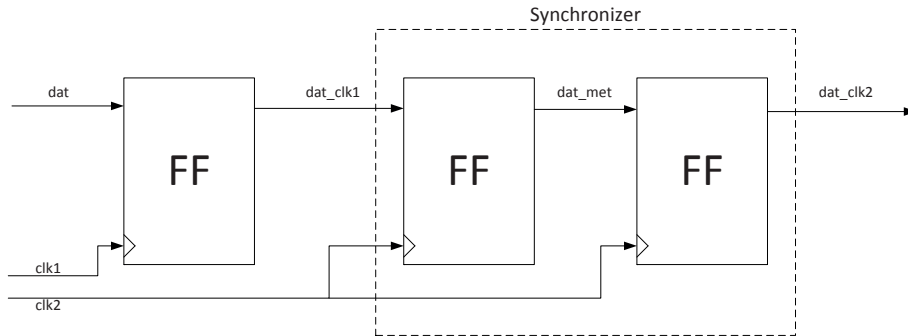 Synchronizer
dat
dat_clk1
dat_met
dat_clk2
FF
FF
FF
clk1
clk2